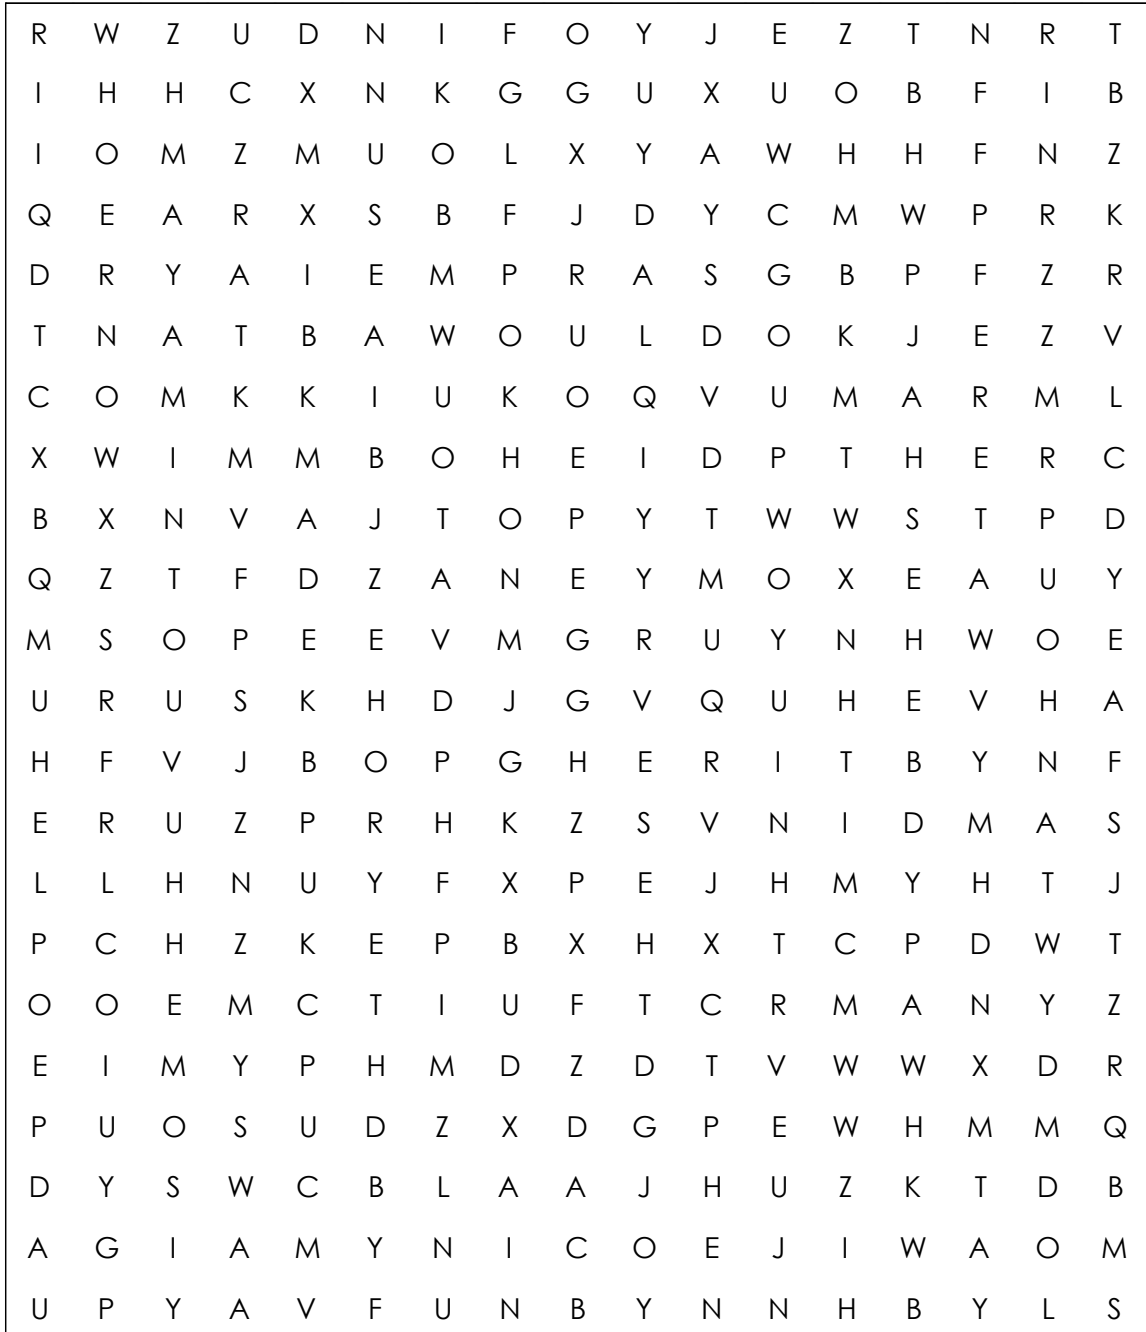 R W Z U D N I F O Y J E Z T N R T
I H H C X N K G G U X U O B F I B
I O M Z M U O L X Y A W H H F N Z
Q E A R X S B F J D Y C M W P R K
D R Y A I E M P R A S G B P F Z R
T N A T B A W O U L D O K J E Z V
C O M K K I U K O Q V U M A R M L
X W I M M B O H E I D P T H E R C
B X N V A J T O P Y T W W S T P D
Q Z T F D Z A N E Y M O X E A U Y
M S O P E E V M G R U Y N H W O E
U R U S K H D J G V Q U H E V H A
H F V J B O P G H E R I T B Y N F
E R U Z P R H K Z S V N I D M A S
L L H N U Y F X P E J H M Y H T J
P C H Z K E P B X H X T C P D W T
O O E M C T I U F T C R M A N Y Z
E I M Y P H M D Z D T V W W X D R
P U O S U D Z X D G P E W H M M Q
D Y S W C B L A A J H U Z K T D B
A G I A M Y N I C O E J I W A O M
U P Y A V F U N B Y N N H B Y L S